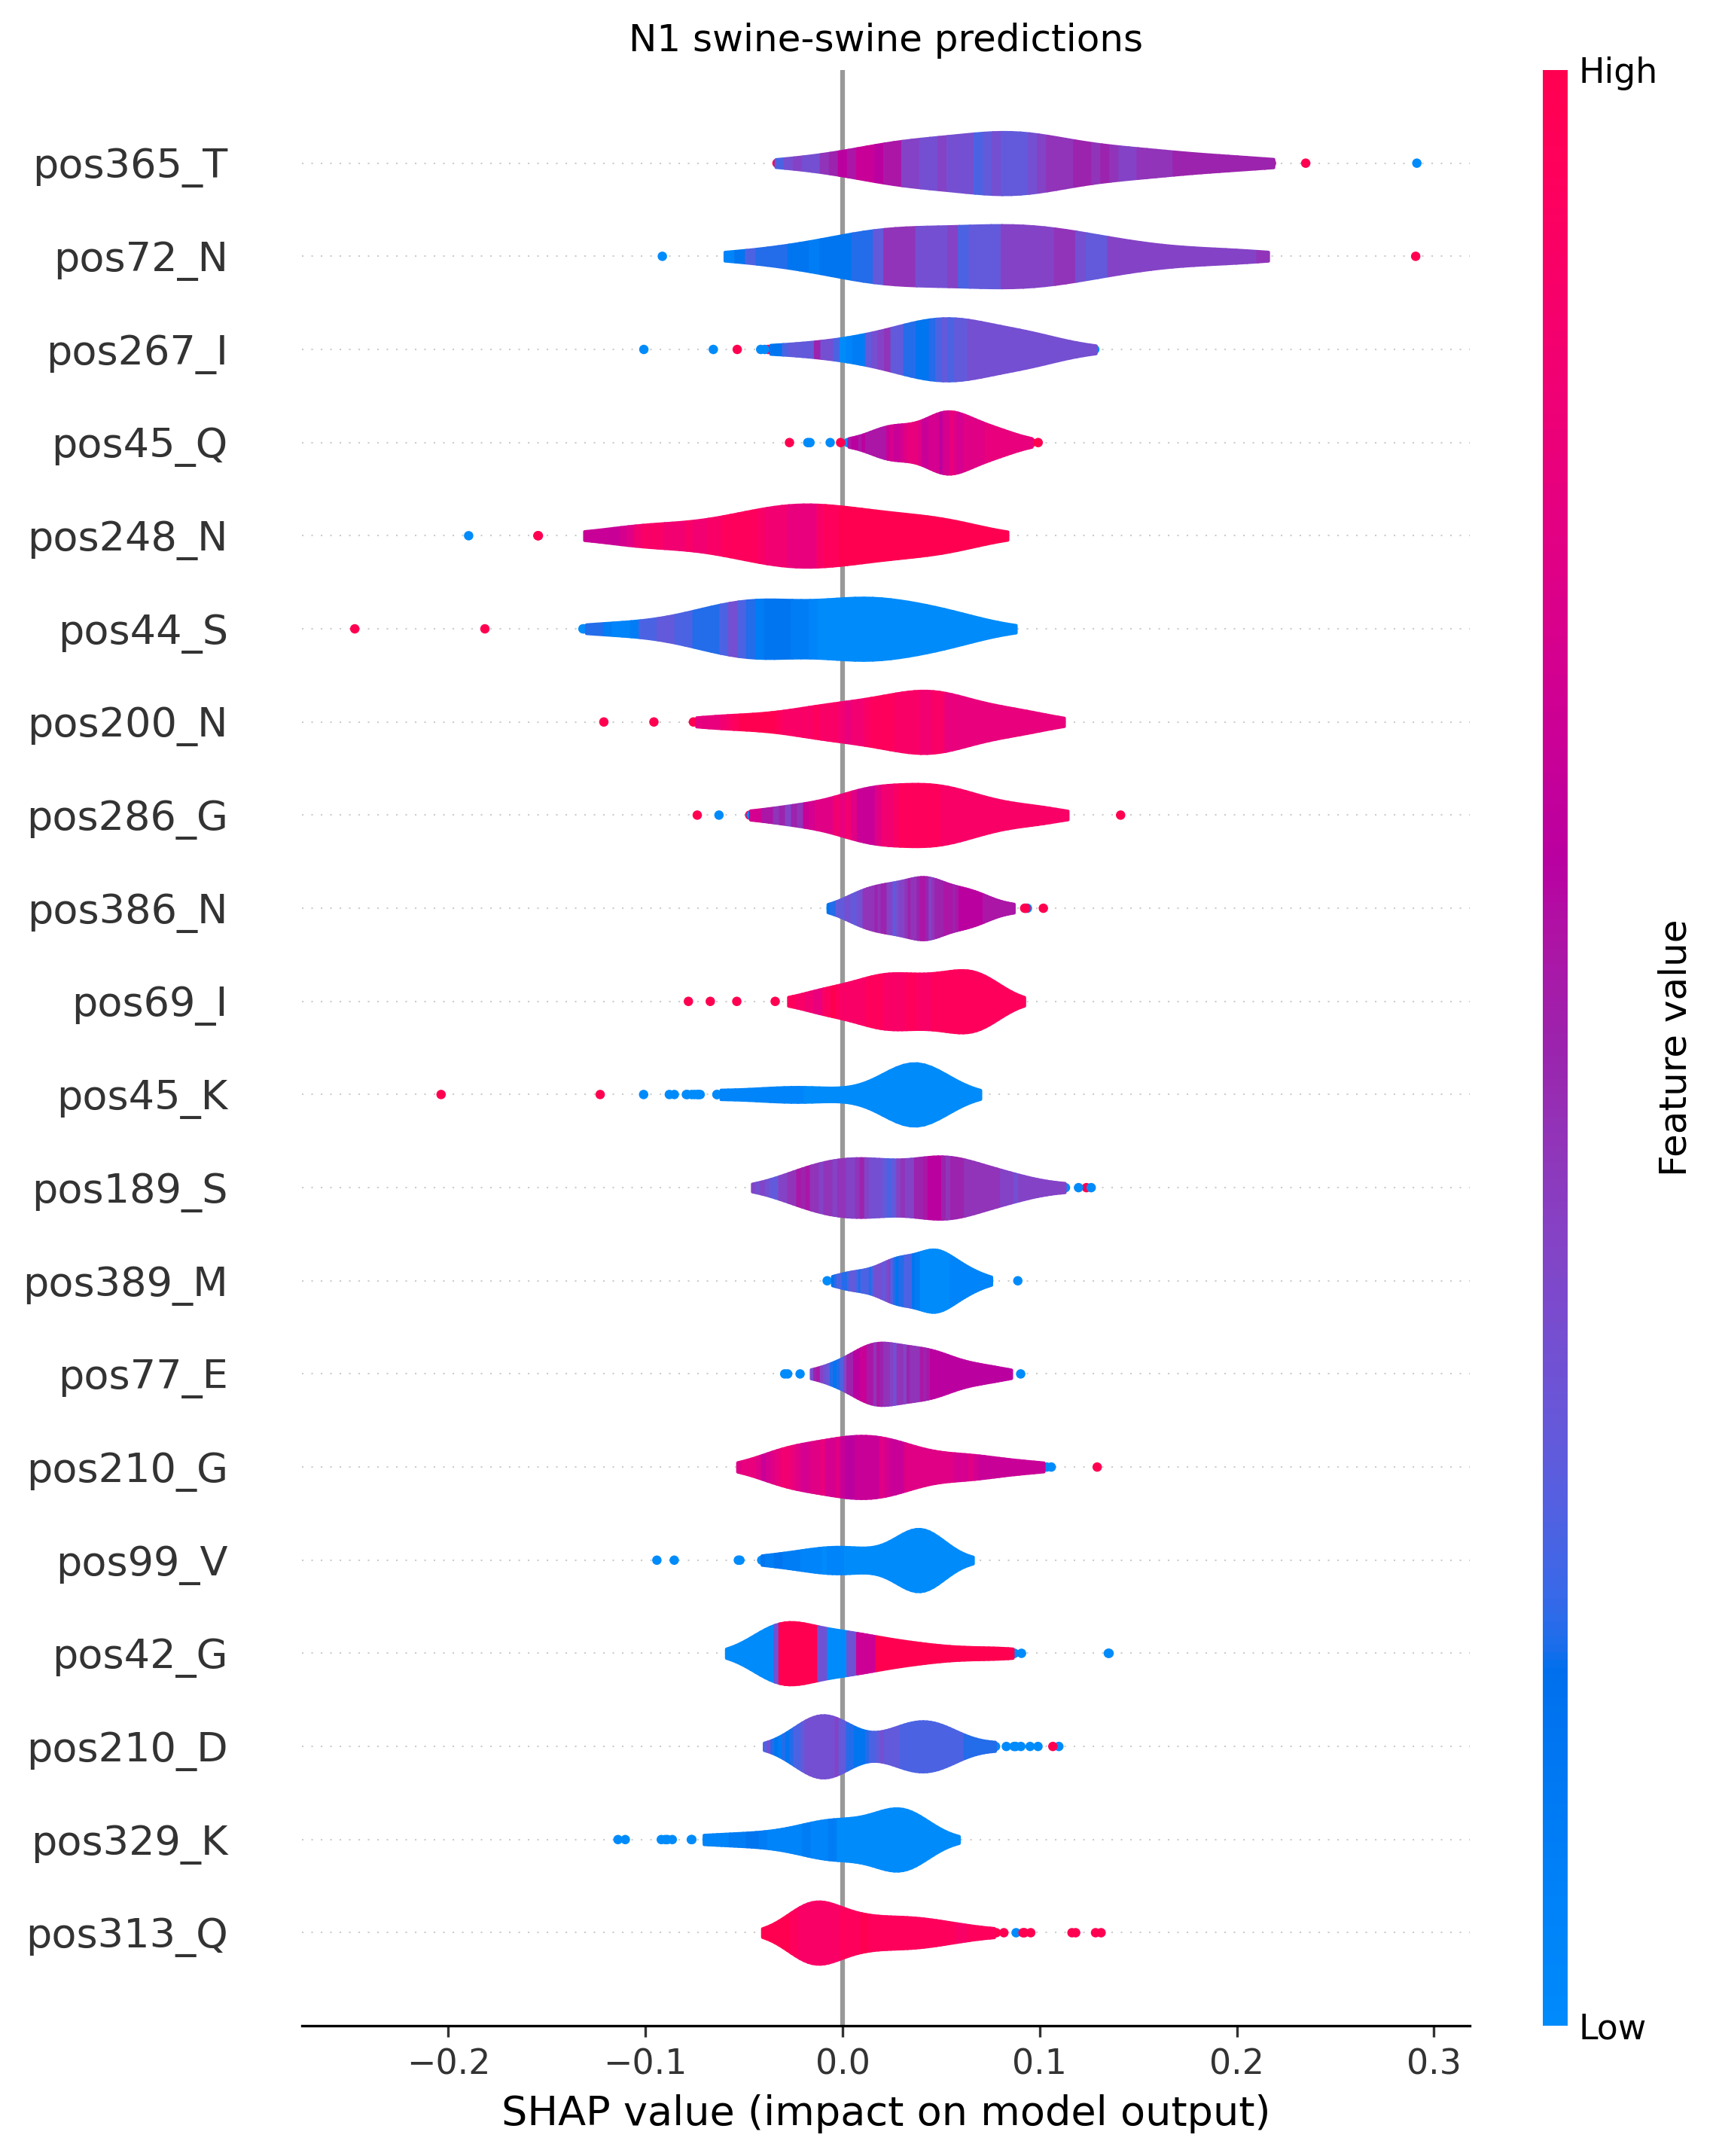 N1 swine-swine predictions
High
pos365_T
pos72_N
pos267_I
pos45_Q
pos248_N
pos44_S
pos200_N
pos286_G
pos386_N
pos69_I
pos45_K
pos189_S
pos389_M
pos77_E
pos210_G
pos99_V
pos42_G
pos210_D
pos329_K
pos313_Q
Feature value
Low
−0.2 −0.1 0.0 0.1 0.2 0.3
SHAP value (impact on model output)